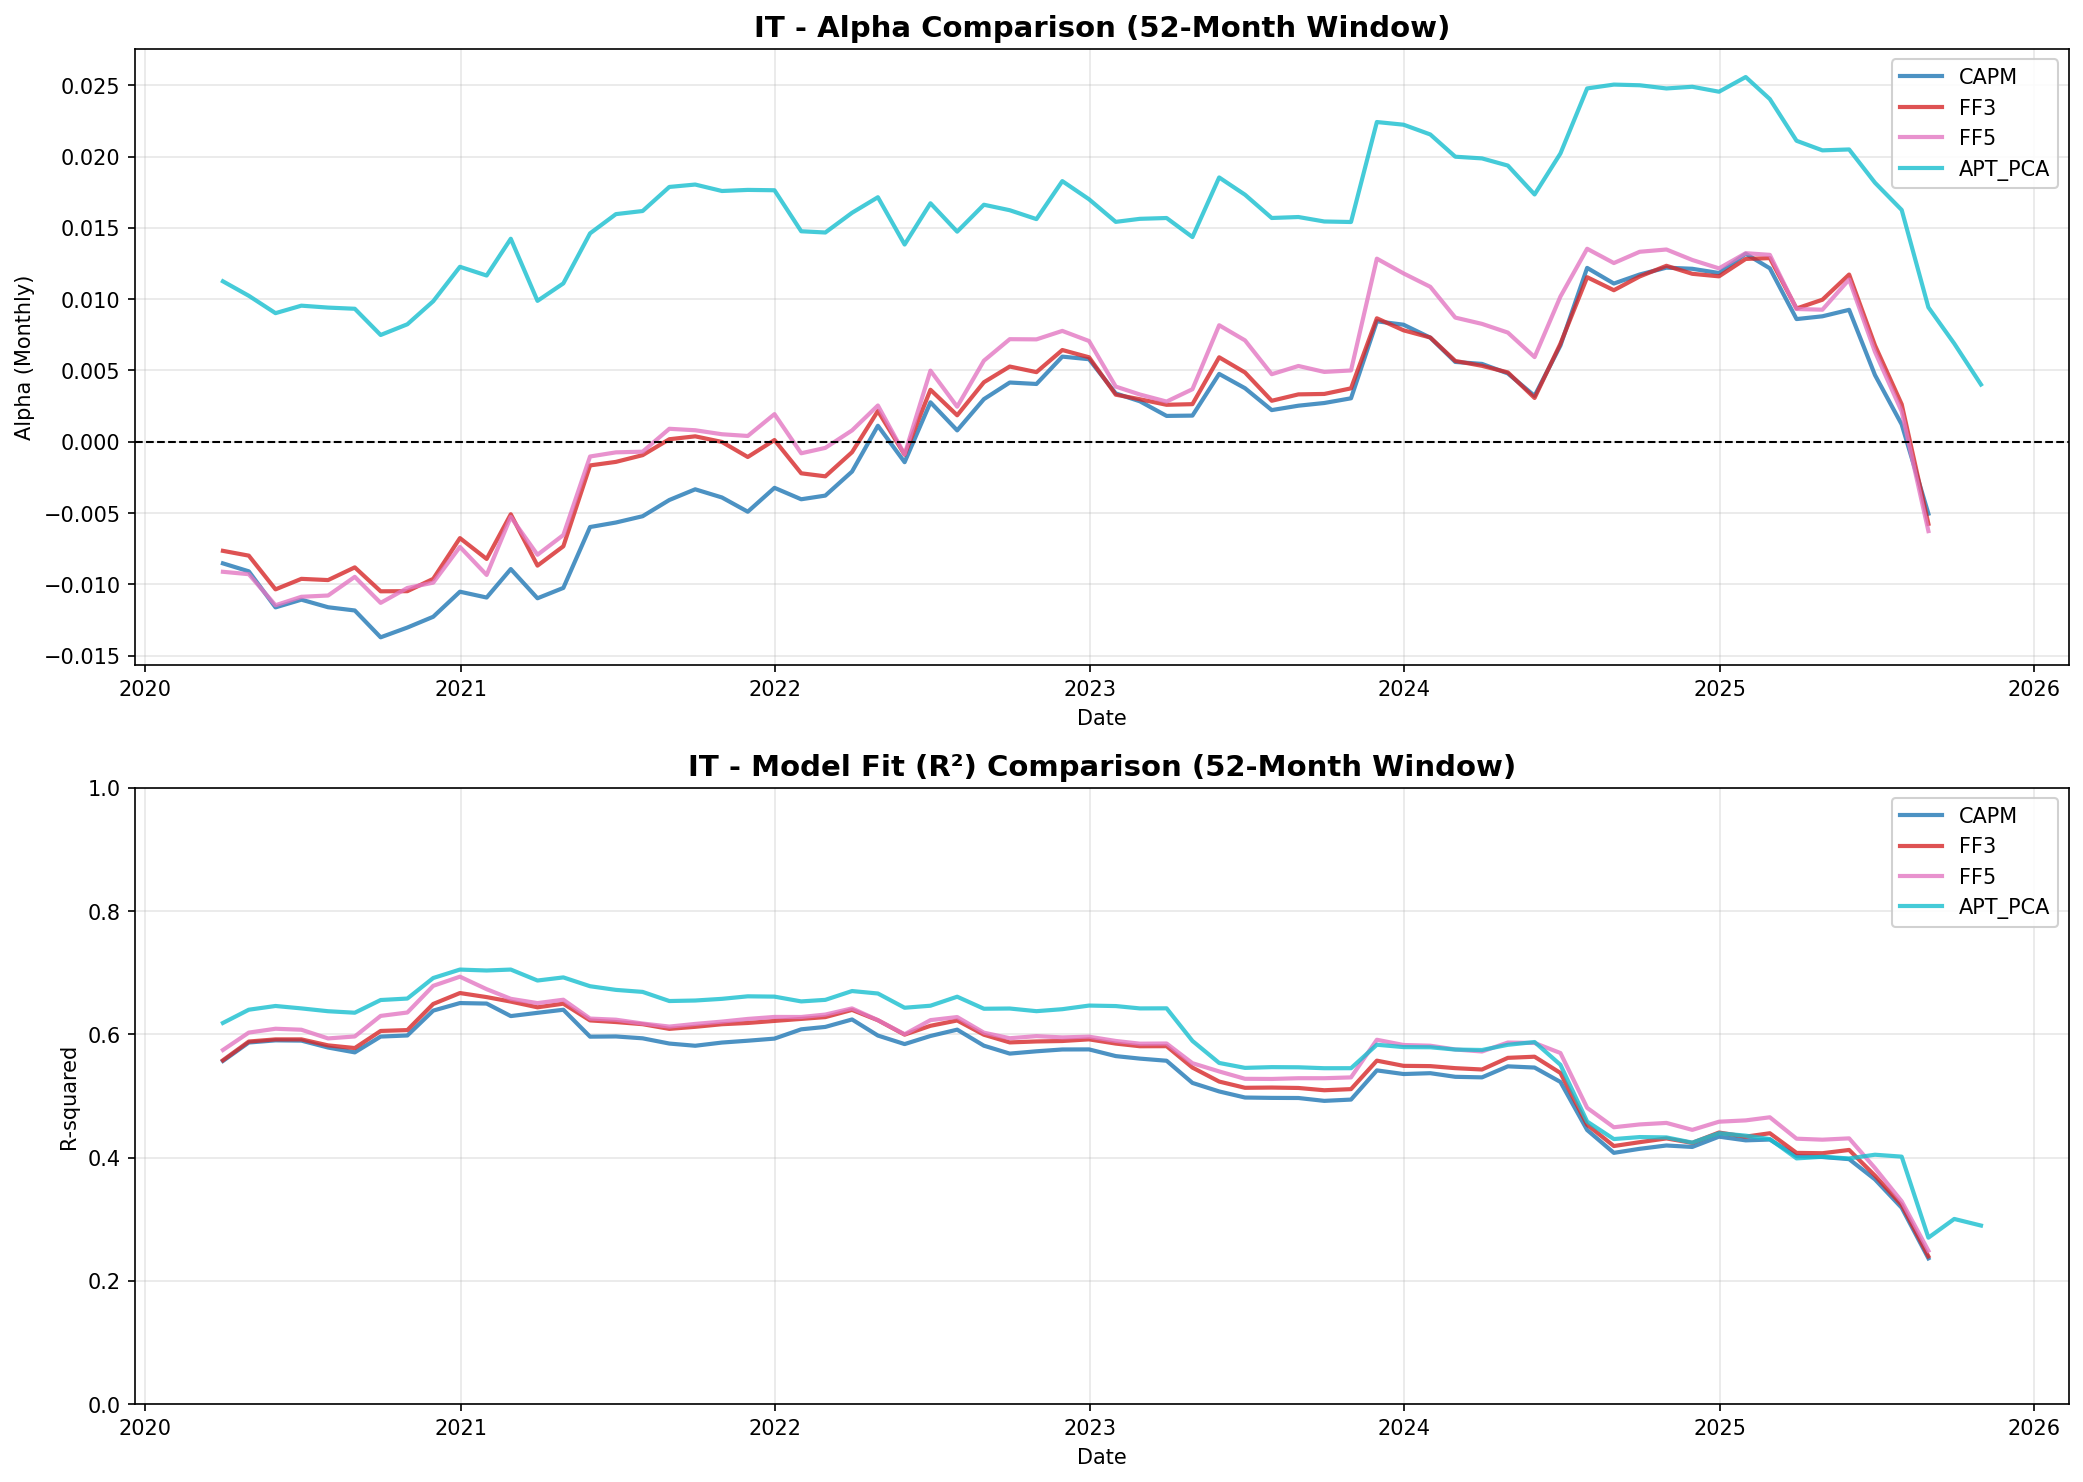 IT - Alpha Comparison (52-Month Window)
Alpha (Monthly)
0.025
0.020
0.015
0.010
0.005
0.000
−0.005
−0.010
−0.015
CAPM
FF3
FF5
APT_PCA
2020 2021 2022 2023 2024 2025 2026
Date
IT - Model Fit (R²) Comparison (52-Month Window)
R-squared
1.0
0.8
0.6
0.4
0.2
0.0
CAPM
FF3
FF5
APT_PCA
2020 2021 2022 2023 2024 2025 2026
Date